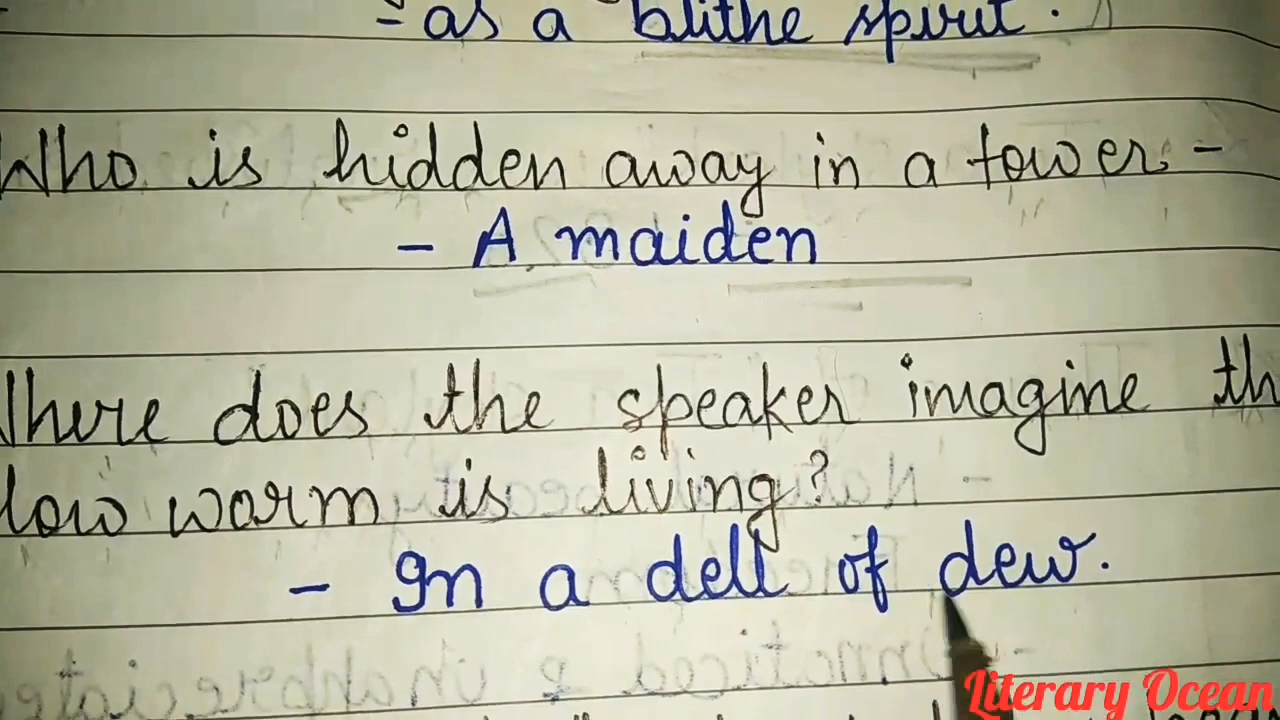 - as a blithe spirit.
Who is hidden away in a tower. -
- A maiden
Where does the speaker imagine th
low warm is living?
- In a dell of dew.
Literary Ocean